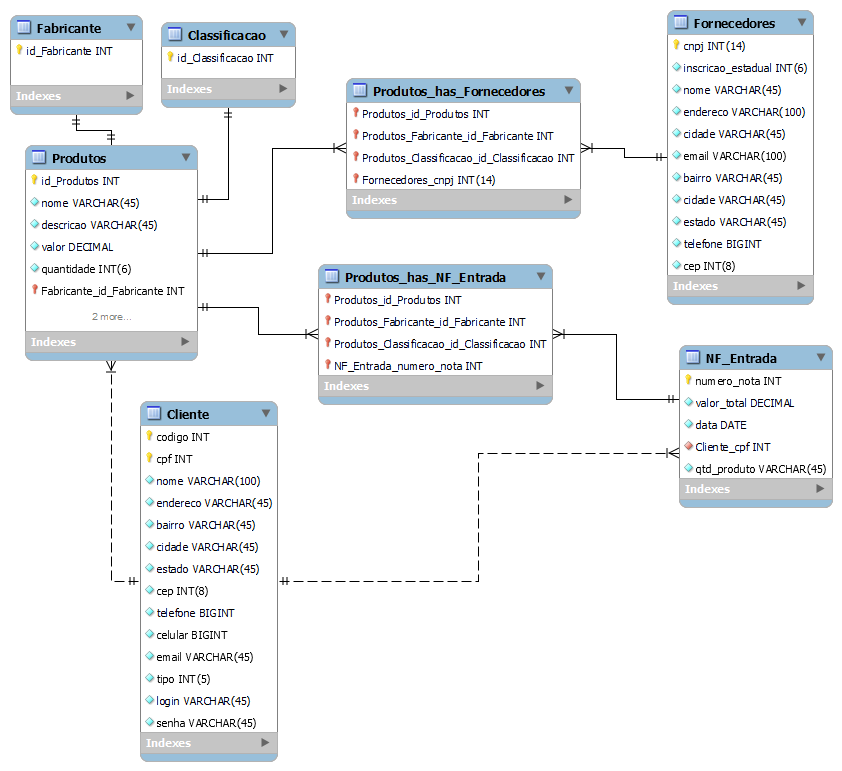 Fabricante
id_Fabricante INT
Indexes
Classificacao
id_Classificacao INT
Indexes
Produtos
id_Produtos INT
nome VARCHAR(45)
descricao VARCHAR(45)
valor DECIMAL
quantidade INT(6)
Fabricante_id_Fabricante INT
2 more...
Indexes
Produtos_has_Fornecedores
Produtos_id_Produtos INT
Produtos_Fabricante_id_Fabricante INT
Produtos_Classificacao_id_Classificacao INT
Fornecedores_cnpj INT(14)
Indexes
Fornecedores
cnpj INT(14)
inscricao_estadual INT(6)
nome VARCHAR(45)
endereco VARCHAR(100)
cidade VARCHAR(45)
email VARCHAR(100)
bairro VARCHAR(45)
cidade VARCHAR(45)
estado VARCHAR(45)
telefone BIGINT
cep INT(8)
Indexes
Produtos_has_NF_Entrada
Produtos_id_Produtos INT
Produtos_Fabricante_id_Fabricante INT
Produtos_Classificacao_id_Classificacao INT
NF_Entrada_numero_nota INT
Indexes
NF_Entrada
numero_nota INT
valor_total DECIMAL
data DATE
Cliente_cpf INT
qtd_produto VARCHAR(45)
Indexes
Cliente
codigo INT
cpf INT
nome VARCHAR(100)
endereco VARCHAR(45)
bairro VARCHAR(45)
cidade VARCHAR(45)
estado VARCHAR(45)
cep INT(8)
telefone BIGINT
celular BIGINT
email VARCHAR(45)
tipo INT(5)
login VARCHAR(45)
senha VARCHAR(45)
Indexes